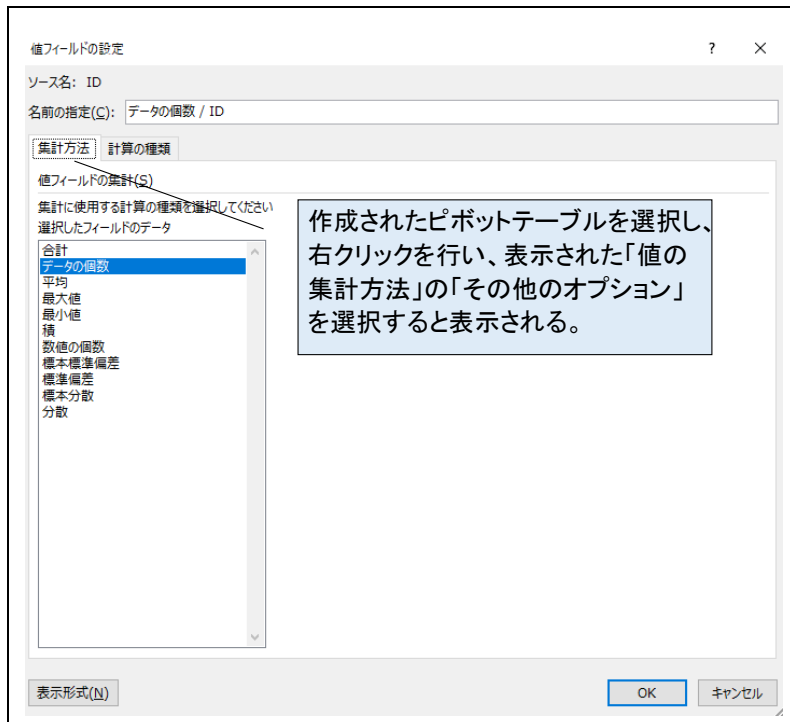 値フィールドの設定 ? ×
ソース名: ID
名前の指定(C): データの個数 / ID
集計方法 計算の種類
値フィールドの集計(S)
集計に使用する計算の種類を選択してください
選択したフィールドのデータ
合計
データの個数
平均
最大値
最小値
積
数値の個数
標本標準偏差
標準偏差
標本分散
分散
作成されたピボットテーブルを選択し、
右クリックを行い、表示された「値の
集計方法」の「その他のオプション」
を選択すると表示される。
表示形式(N) OK キャンセル